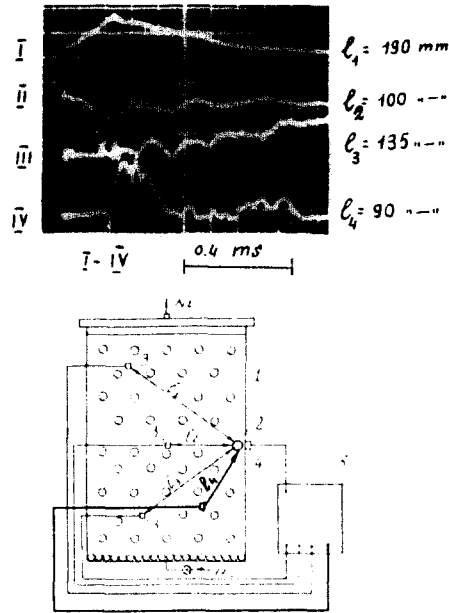 I
l₁ = 190 mm
II
l₂ = 100 "—"
III
l₃ = 135 "—"
IV
l₄ = 90 "—"
I - IV
0.4 ms
1
2
4
l₄